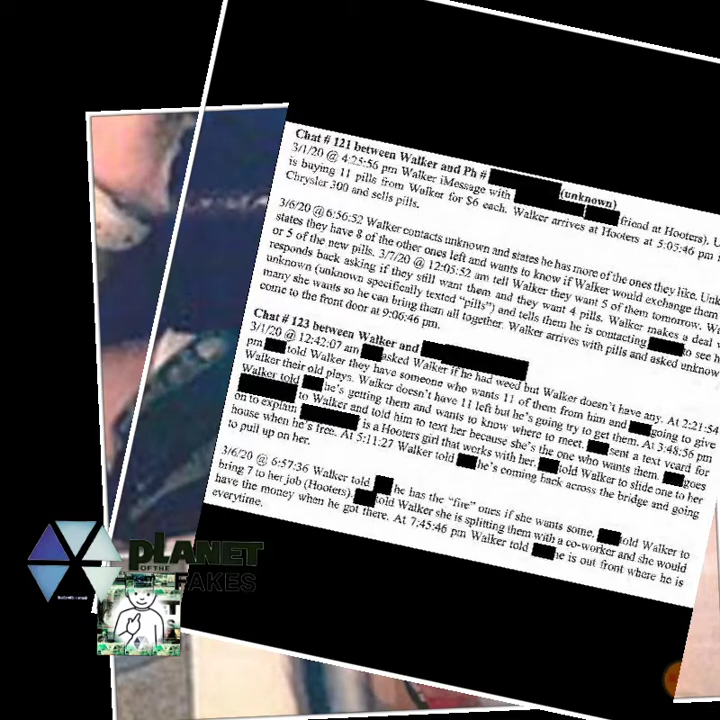 Chat # 121 between Walker and Ph # (unknown)
3/1/20 @ 4:25:56 pm Walker iMessage with friend at Hooters). U
is buying 11 pills from Walker for $6 each. Walker arrives at Hooters at 5:05:46 pm i
Chrysler 300 and sells pills.
3/6/20 @ 6:56:52 Walker contacts unknown and states he has more of the ones they like. Unk
states they have 8 of the other ones left and wants to know if Walker would exchange them
or 5 of the new pills. 3/7/20 @ 12:05:52 am tell Walker they want 5 of them tomorrow. Wa
responds back asking if they still want them and they want 4 pills. Walker makes a deal w
unknown (unknown specifically texted “pills”) and tells them he is contacting to see h
many she wants so he can bring them all together. Walker arrives with pills and asked unknow
come to the front door at 9:06:46 pm.
Chat # 123 between Walker and
3/1/20 @ 12:42:07 am asked Walker if he had weed but Walker doesn't have any. At 2:21:54
pm told Walker they have someone who wants 11 of them from him and going to give
Walker their old plays. Walker doesn't have 11 left but he's going try to get them. At 3:48:56 pm
Walker told he's getting them and wants to know where to meet. sent a text vcard for
to Walker and told him to text her because she's the one who wants them. goes
on to explain is a Hooters girl that works with her. told Walker to slide one to her
house when he's free. At 5:11:27 Walker told he's coming back across the bridge and going
to pull up on her.
3/6/20 @ 6:57:36 Walker told he has the “fire” ones if she wants some. told Walker to
bring 7 to her job (Hooters). told Walker she is splitting them with a co-worker and she would
have the money when he got there. At 7:45:46 pm Walker told he is out front where he is
everytime.
PLANET
OF THE
FAKES